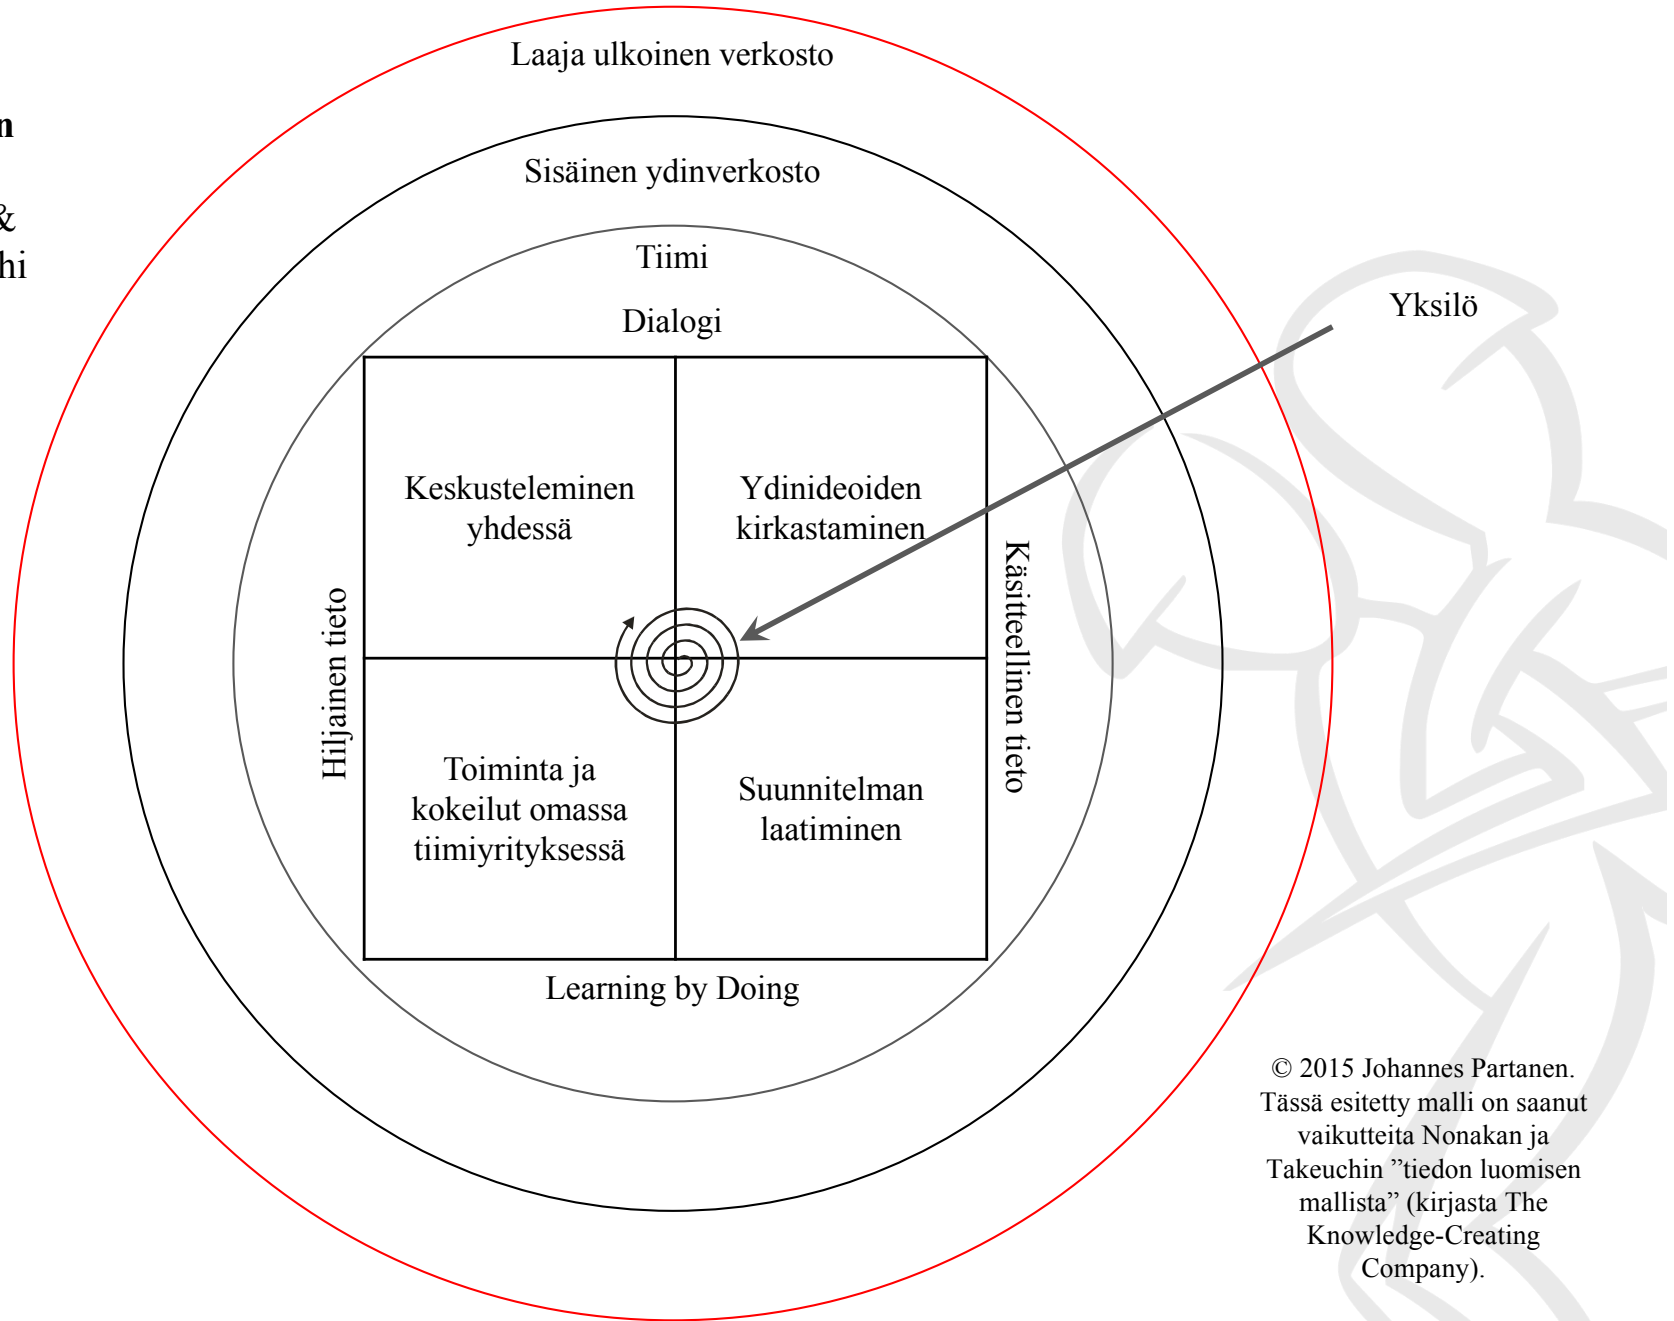 Laaja ulkoinen verkosto
n
Sisäinen ydinverkosto
&
hi
Tiimi
Dialogi
Yksilö
Keskusteleminen
yhdessä
Ydinideoiden
kirkastaminen
Hiljainen tieto
Käsitteellinen tieto
Toiminta ja
kokeilut omassa
tiimiyrityksessä
Suunnitelman
laatiminen
Learning by Doing
© 2015 Johannes Partanen.
Tässä esitetty malli on saanut
vaikutteita Nonakan ja
Takeuchin ”tiedon luomisen
mallista” (kirjasta The
Knowledge-Creating
Company).